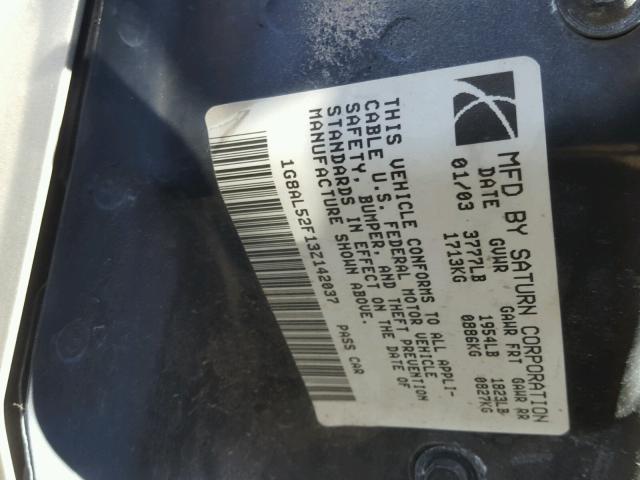 MFD BY SATURN CORPORATION
DATE GVWR GAWR FRT GAWR RR
01/03 3777LB 1954LB 1823LB
1713KG 0886KG 0827KG
THIS VEHICLE CONFORMS TO ALL APPLI-
CABLE U.S. FEDERAL MOTOR VEHICLE
SAFETY, BUMPER, AND THEFT PREVENTION
STANDARDS IN EFFECT ON THE DATE OF
MANUFACTURE SHOWN ABOVE.
1G8AL52F13Z142037 PASS CAR